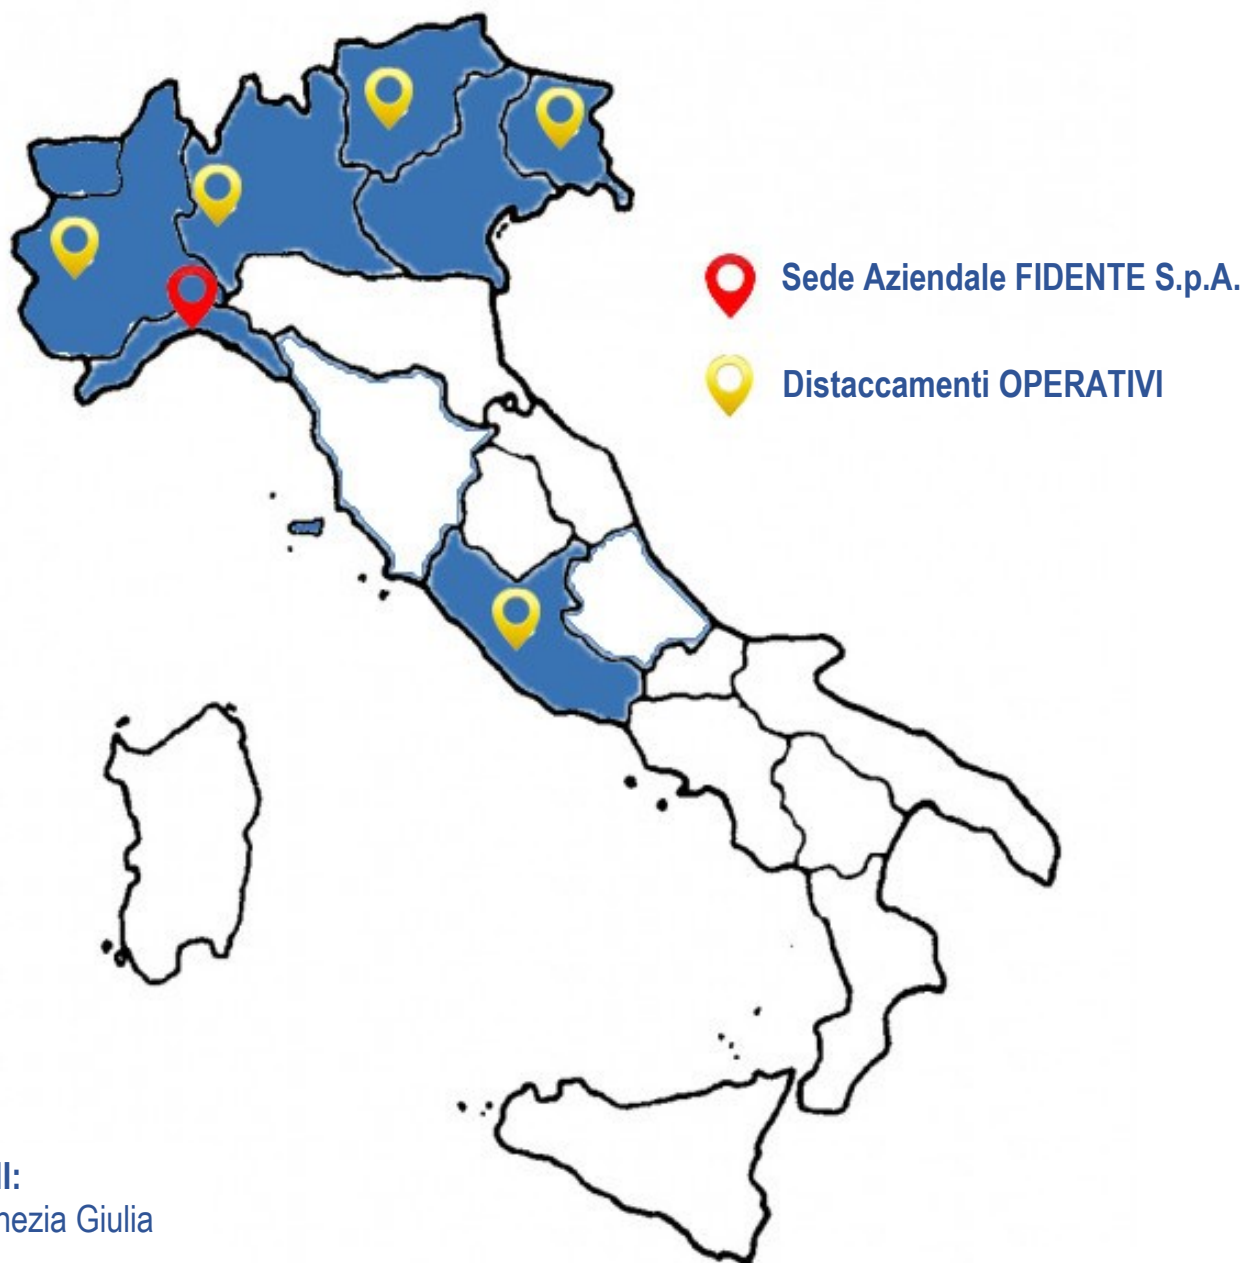 Sede Aziendale FIDENTE S.p.A.
Distaccamenti OPERATIVI
I:
nezia Giulia